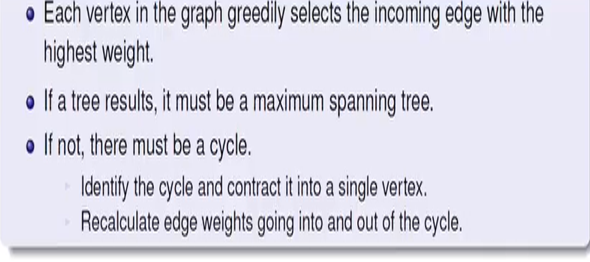 Each vertex in the graph greedily selects the incoming edge with the
highest weight.
If a tree results, it must be a maximum spanning tree.
If not, there must be a cycle.
Identify the cycle and contract it into a single vertex.
Recalculate edge weights going into and out of the cycle.